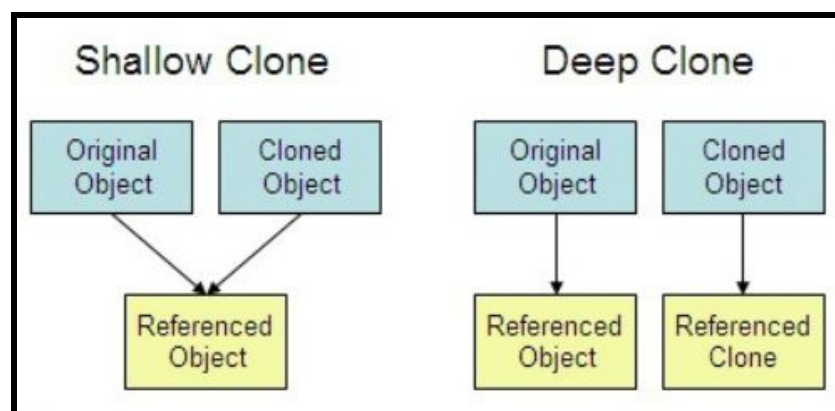 Shallow Clone
Deep Clone
Original
Object
Cloned
Object
Original
Object
Cloned
Object
Referenced
Object
Referenced
Object
Referenced
Clone